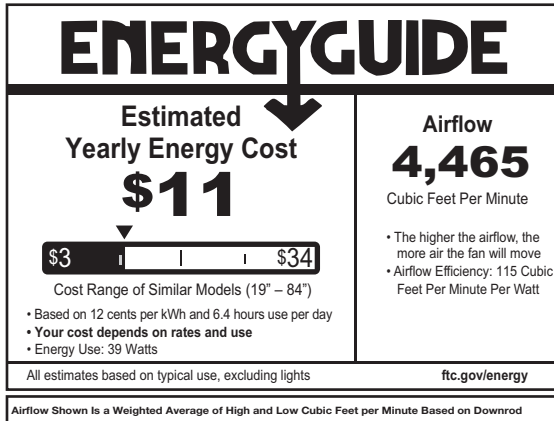 ENERGYGUIDE
Estimated
Yearly Energy Cost
$11
$3
$34
Cost Range of Similar Models (19” – 84”)
• Based on 12 cents per kWh and 6.4 hours use per day
• Your cost depends on rates and use
• Energy Use: 39 Watts
Airflow
4,465
Cubic Feet Per Minute
• The higher the airflow, the
more air the fan will move
• Airflow Efficiency: 115 Cubic
Feet Per Minute Per Watt
All estimates based on typical use, excluding lights
ftc.gov/energy
Airflow Shown Is a Weighted Average of High and Low Cubic Feet per Minute Based on Downrod